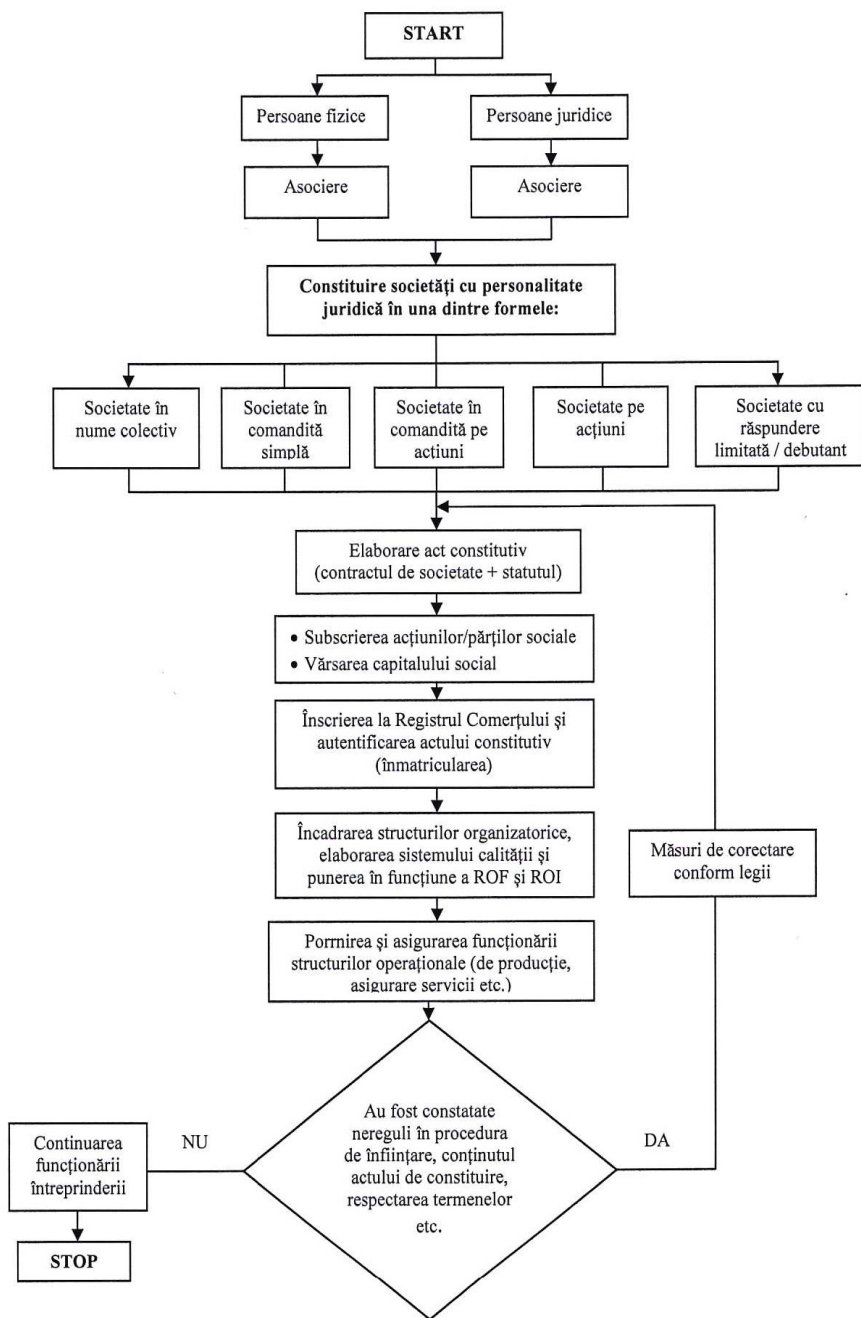 START
Persoane fizice
Persoane juridice
Asociere
Asociere
Constituire societăți cu personalitate
juridică în una dintre formele:
Societate în
nume colectiv
Societate în
comandită
simplă
Societate în
comandită pe
acțiuni
Societate pe
acțiuni
Societate cu
răspundere
limitată / debutant
Elaborare act constitutiv
(contractul de societate + statutul)
• Subscrierea acțiunilor/părților sociale
• Vărsarea capitalului social
Înscrierea la Registrul Comerțului și
autentificarea actului constitutiv
(înmatricularea)
Încadrarea structurilor organizatorice,
elaborarea sistemului calității și
punerea în funcțiune a ROF și ROI
Măsuri de corectare
conform legii
Porrnirea și asigurarea funcționării
structurilor operaționale (de producție,
asigurare servicii etc.)
Au fost constatate
nereguli în procedura
de înființare, conținutul
actului de constituire,
respectarea termenelor
etc.
NU
DA
Continuarea
funcționării
întreprinderii
STOP